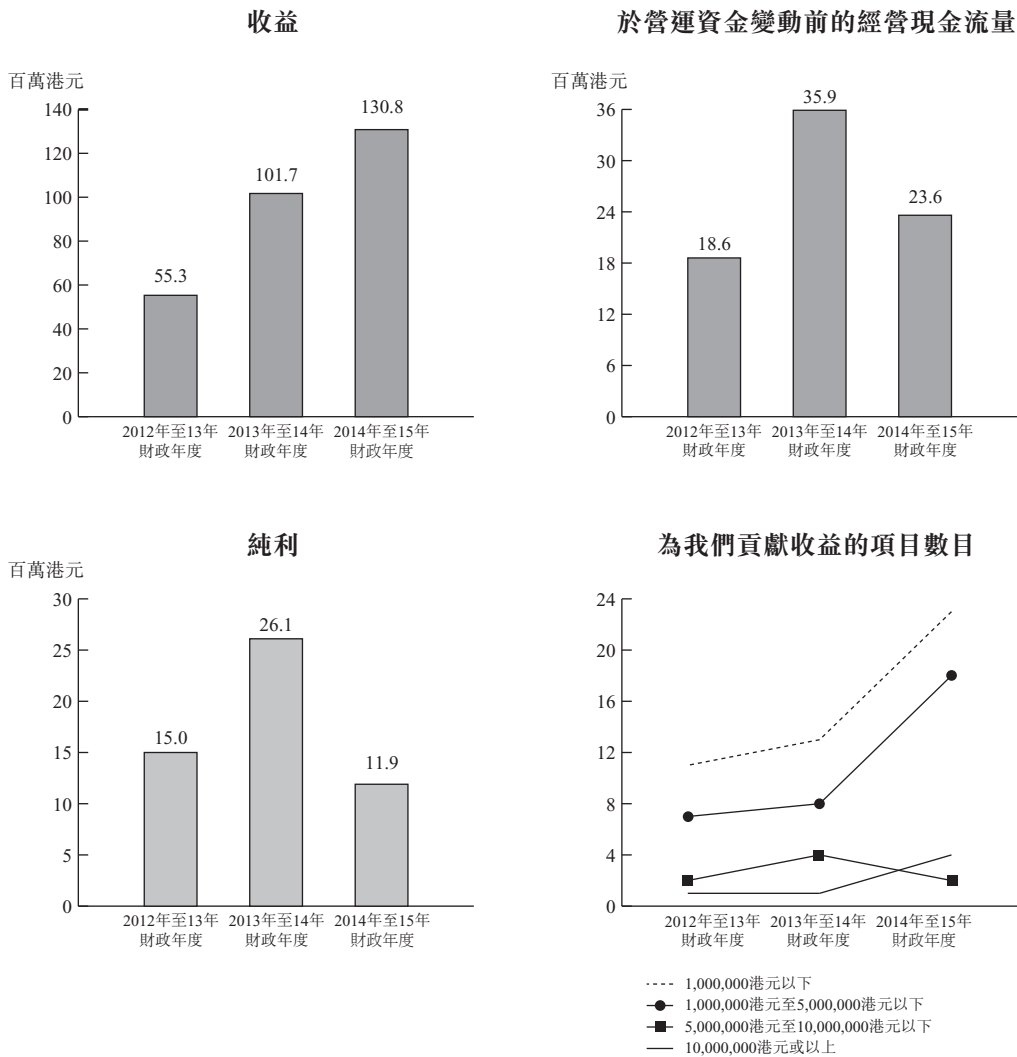 收益
百萬港元
140
120
100
80
60
40
20
0
55.3
101.7
130.8
2012年至13年
財政年度
2013年至14年
財政年度
2014年至15年
財政年度
於營運資金變動前的經營現金流量
百萬港元
36
30
24
18
12
6
0
18.6
35.9
23.6
2012年至13年
財政年度
2013年至14年
財政年度
2014年至15年
財政年度
純利
百萬港元
30
25
20
15
10
5
0
15.0
26.1
11.9
2012年至13年
財政年度
2013年至14年
財政年度
2014年至15年
財政年度
為我們貢獻收益的項目數目
24
20
16
12
8
4
0
2012年至13年
財政年度
2013年至14年
財政年度
2014年至15年
財政年度
1,000,000港元以下
1,000,000港元至5,000,000港元以下
5,000,000港元至10,000,000港元以下
10,000,000港元或以上